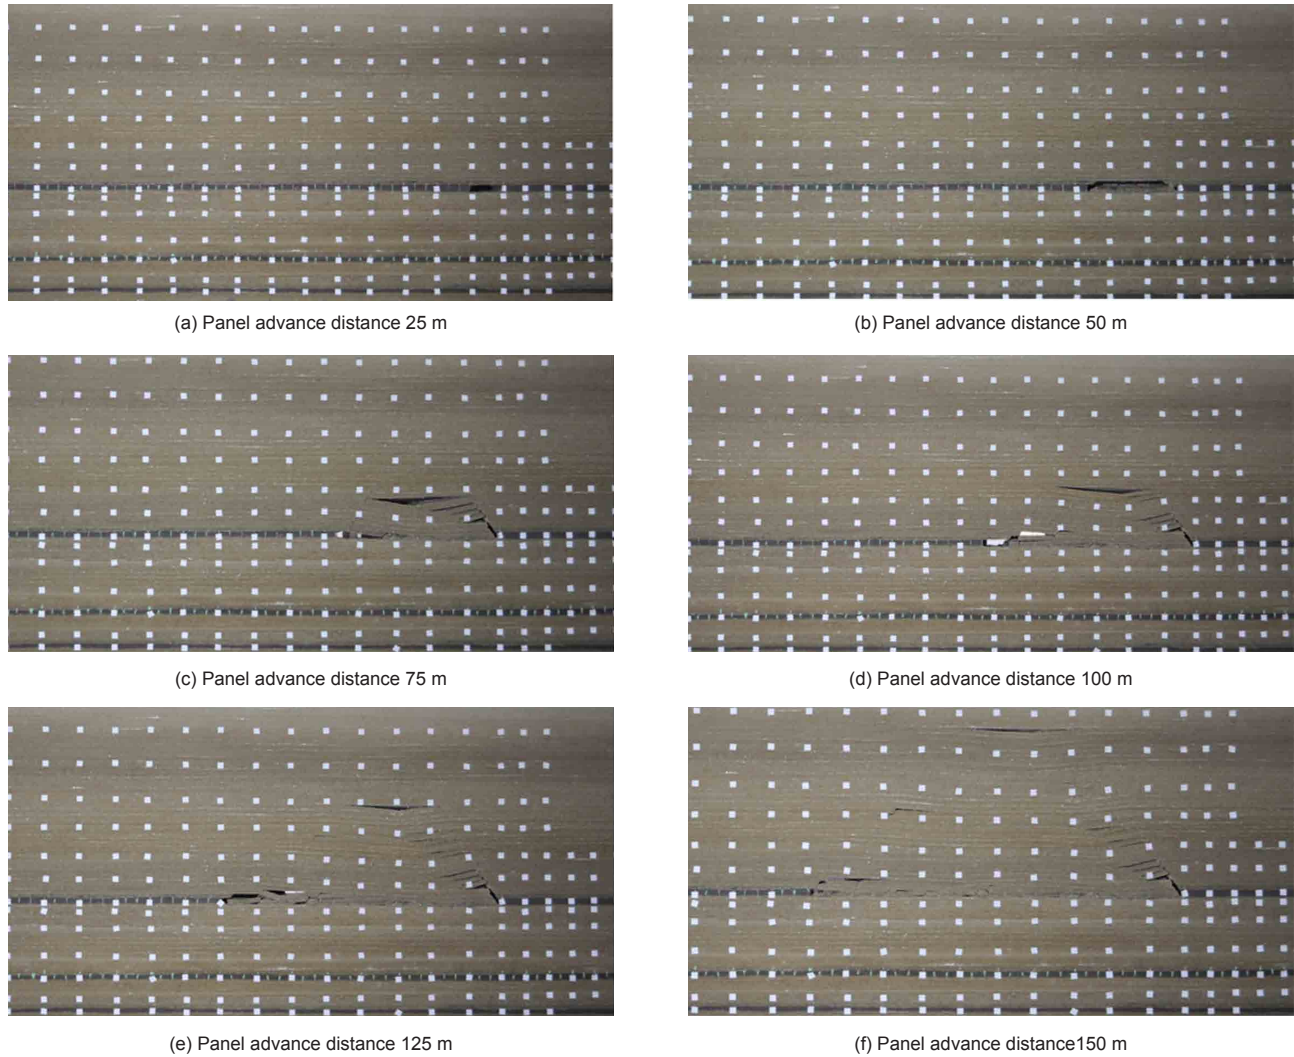 (a) Panel advance distance 25 m
(b) Panel advance distance 50 m
(c) Panel advance distance 75 m
(d) Panel advance distance 100 m
(e) Panel advance distance 125 m
(f) Panel advance distance150 m